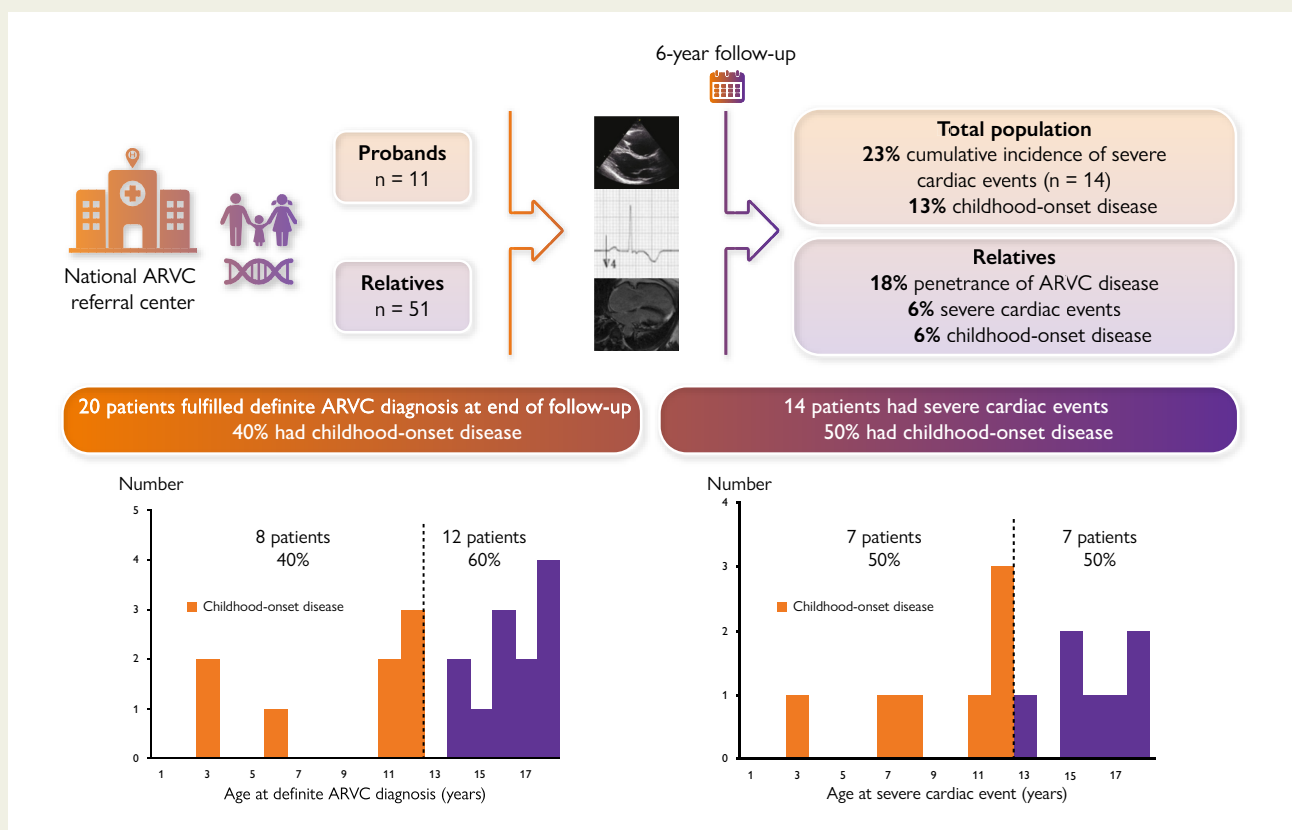 6-year follow-up
National ARVC
referral center
Probands
n = 11
Relatives
n = 51
V4
Total population
23% cumulative incidence of severe
cardiac events (n = 14)
13% childhood-onset disease
Relatives
18% penetrance of ARVC disease
6% severe cardiac events
6% childhood-onset disease
20 patients fulfilled definite ARVC diagnosis at end of follow-up
40% had childhood-onset disease
14 patients had severe cardiac events
50% had childhood-onset disease
Number
5
4
3
2
1
0
8 patients
40%
12 patients
60%
Childhood-onset disease
1 3 5 7 9 11 13 15 17
Age at definite ARVC diagnosis (years)
Number
4
3
2
1
0
7 patients
50%
7 patients
50%
Childhood-onset disease
1 3 5 7 9 11 13 15 17
Age at severe cardiac event (years)